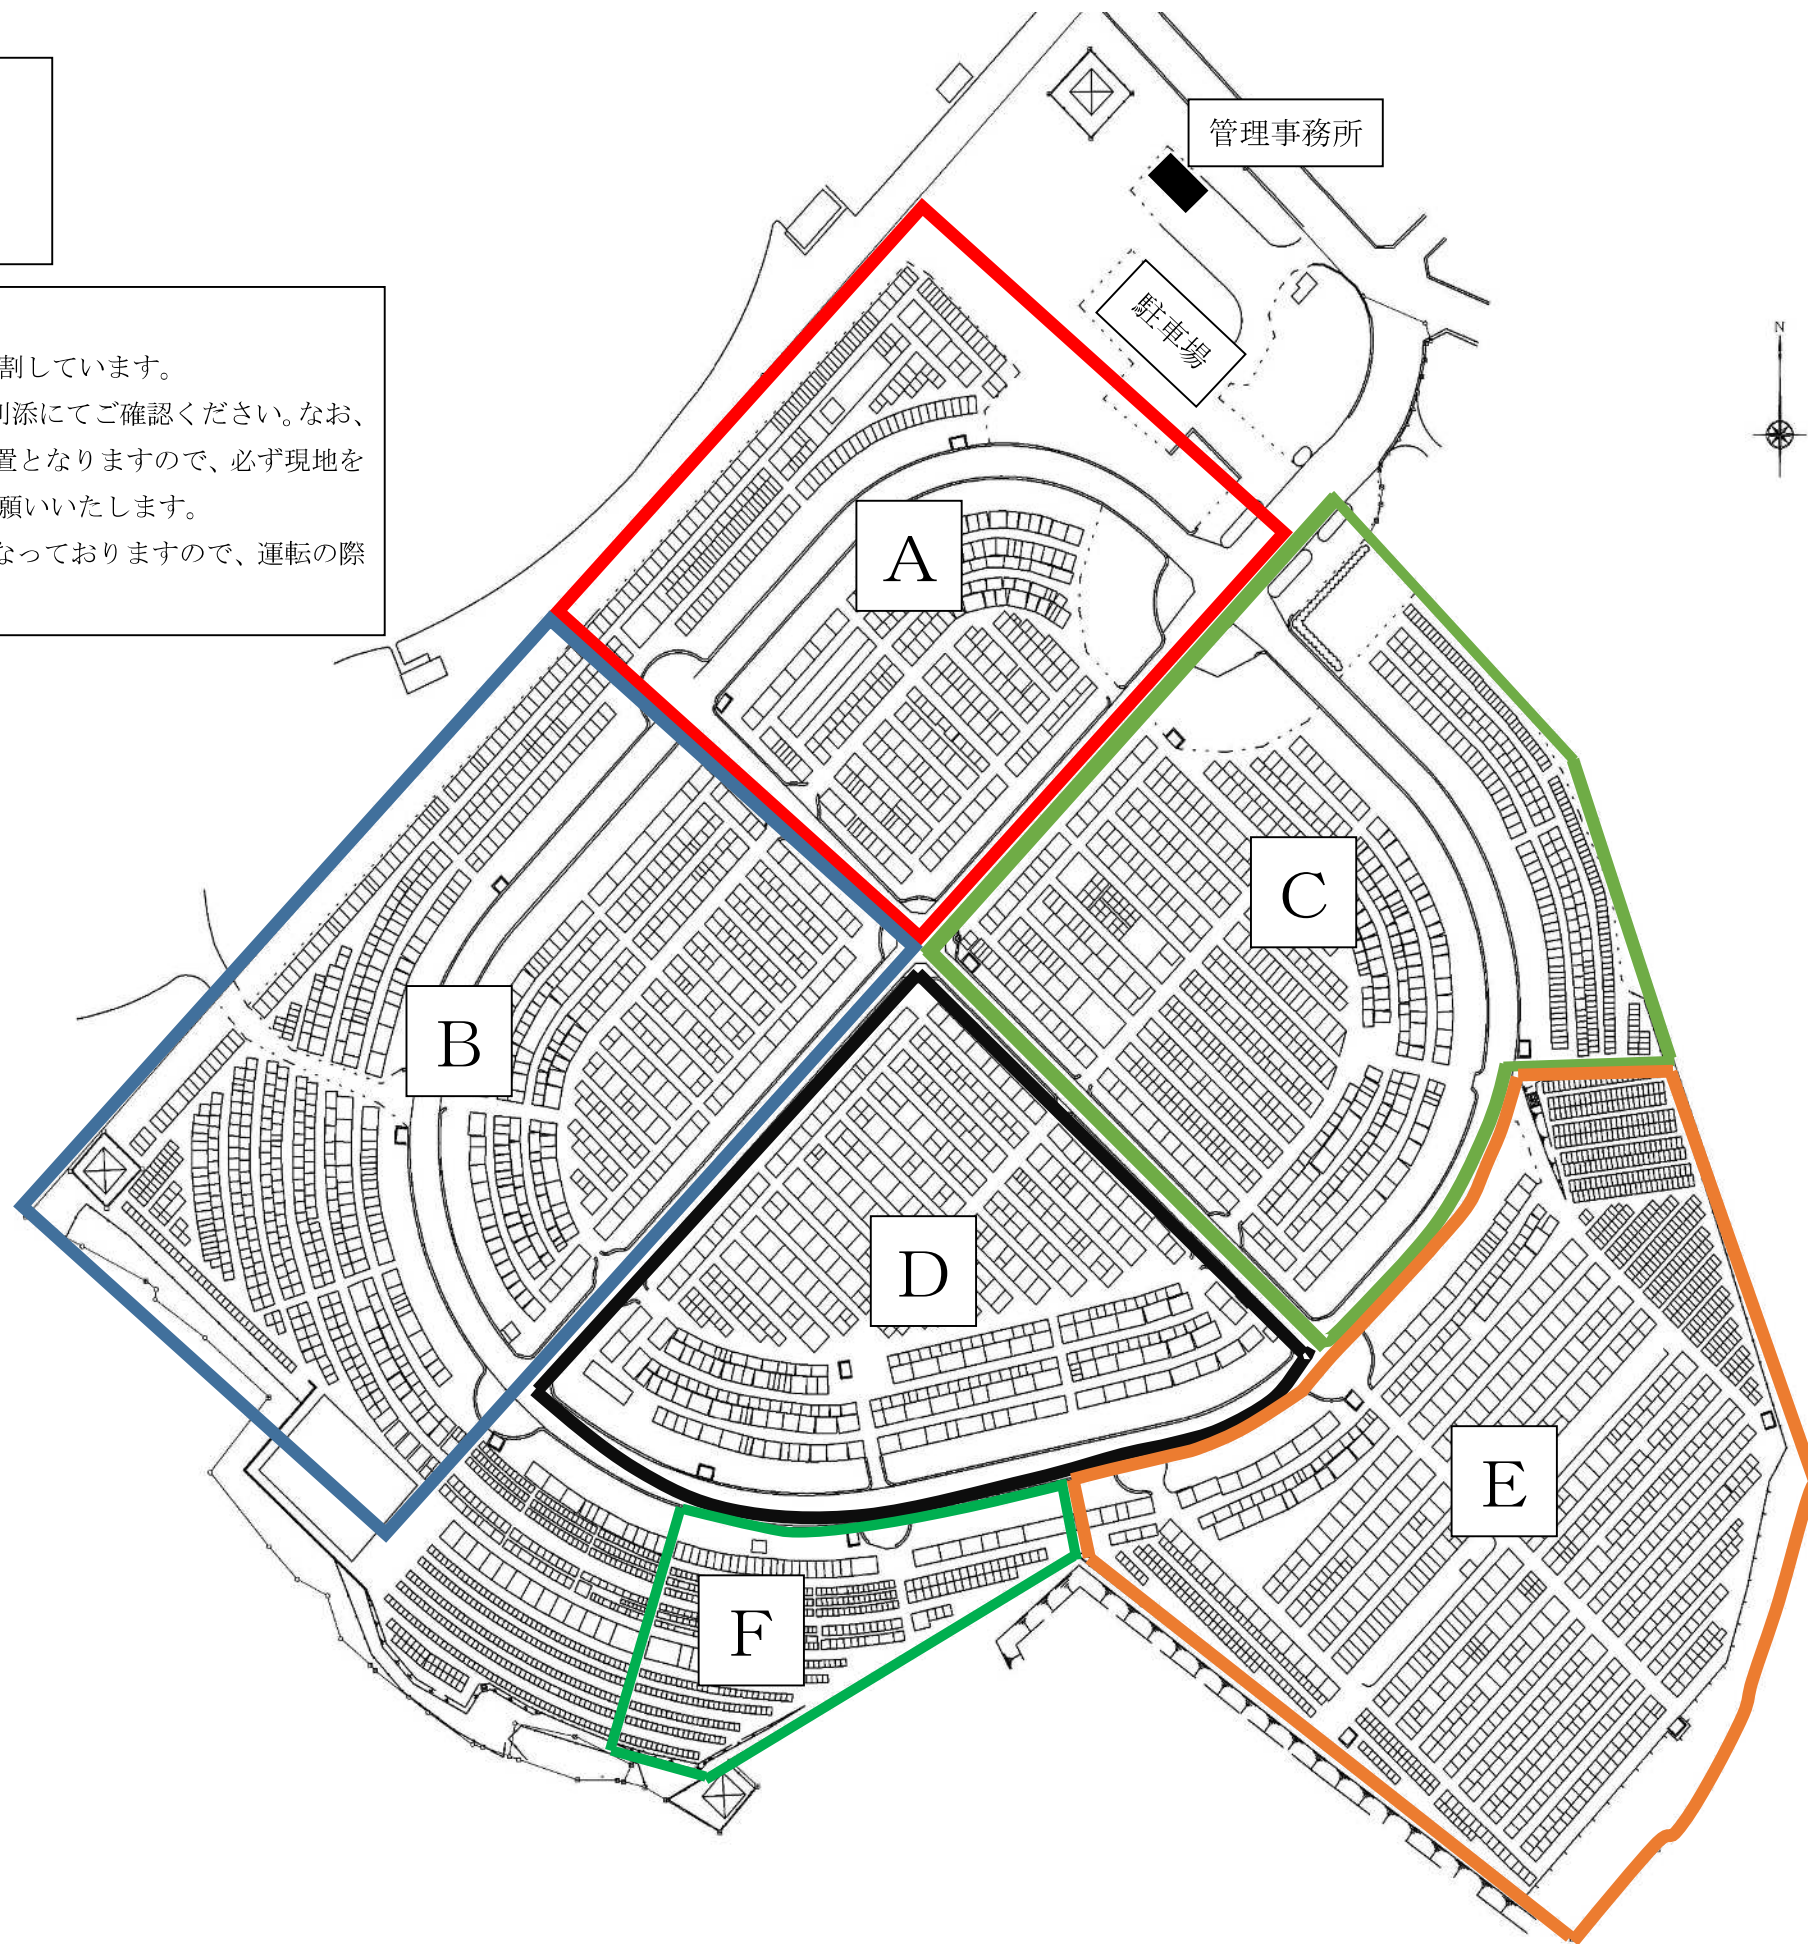 管理事務所
N
駐車場
割しています。
別添にてご確認ください。なお、
置となりますので、必ず現地を
願いいたします。
なっておりますので、運転の際
A
C
B
D
E
F